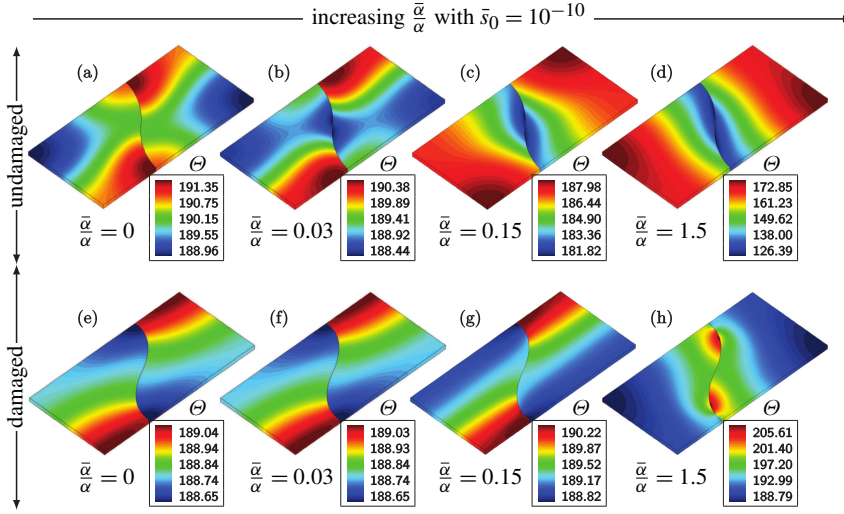 increasing ᾱ/α with s̄₀ = 10⁻¹⁰
undamaged
(a) (b) (c) (d)
Θ Θ Θ Θ
191.35 190.38 187.98 172.85
190.75 189.89 186.44 161.23
190.15 189.41 184.90 149.62
189.55 188.92 183.36 138.00
188.96 188.44 181.82 126.39
ᾱ/α = 0 ᾱ/α = 0.03 ᾱ/α = 0.15 ᾱ/α = 1.5
damaged
(e) (f) (g) (h)
Θ Θ Θ Θ
189.04 189.03 190.22 205.61
188.94 188.93 189.87 201.40
188.84 188.84 189.52 197.20
188.74 188.74 189.17 192.99
188.65 188.65 188.82 188.79
ᾱ/α = 0 ᾱ/α = 0.03 ᾱ/α = 0.15 ᾱ/α = 1.5